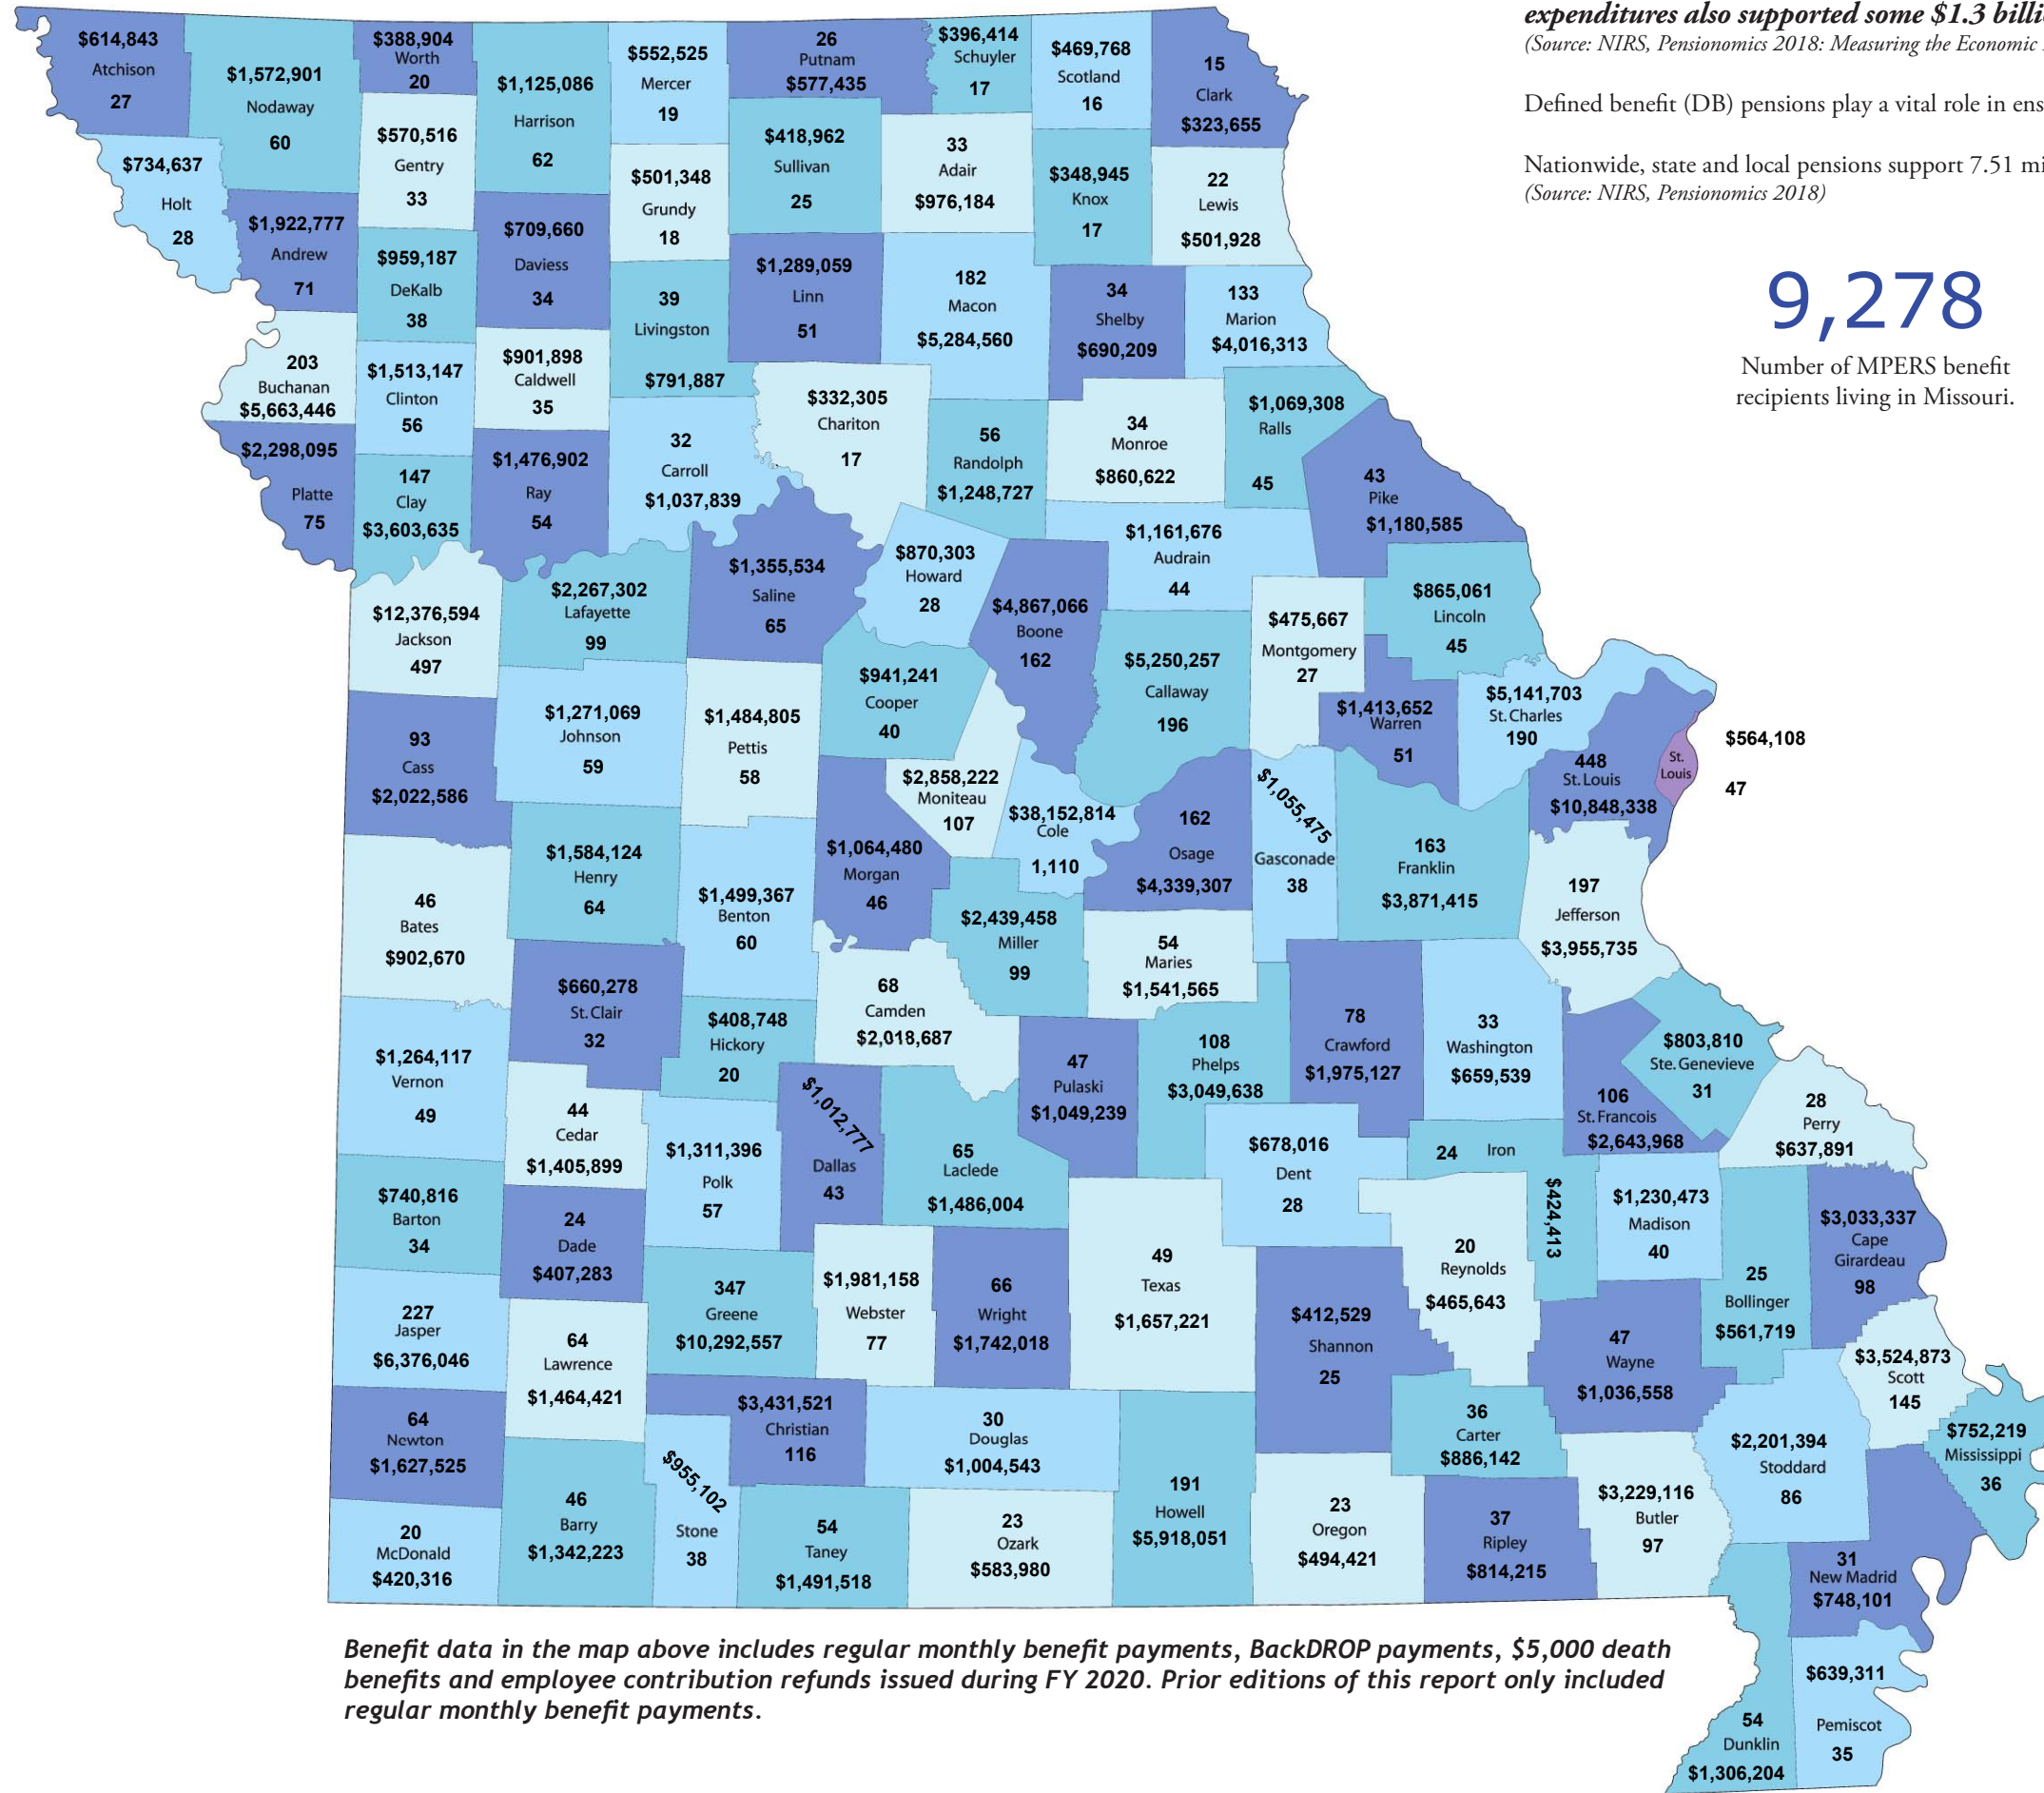 expenditures also supported some $1.3 billi
(Source: NIRS, Pensionomics 2018: Measuring the Economic
Defined benefit (DB) pensions play a vital role in ens
Nationwide, state and local pensions support 7.51 mi
(Source: NIRS, Pensionomics 2018)
9,278
Number of MPERS benefit
recipients living in Missouri.
$614,843
Atchison
27
$1,572,901
Nodaway
60
$388,904
Worth
20
$1,125,086
Harrison
62
$552,525
Mercer
19
26
Putnam
$577,435
$396,414
Schuyler
17
$469,768
Scotland
16
15
Clark
$323,655
$734,637
Holt
28
$1,922,777
Andrew
71
$570,516
Gentry
33
$959,187
DeKalb
38
$709,660
Daviess
34
$501,348
Grundy
18
$418,962
Sullivan
25
33
Adair
$976,184
$348,945
Knox
17
22
Lewis
$501,928
203
Buchanan
$5,663,446
$1,513,147
Clinton
56
$901,898
Caldwell
35
39
Livingston
$791,887
$1,289,059
Linn
51
182
Macon
$5,284,560
34
Shelby
$690,209
133
Marion
$4,016,313
$2,298,095
Platte
75
147
Clay
$3,603,635
$1,476,902
Ray
54
32
Carroll
$1,037,839
$332,305
Chariton
17
56
Randolph
$1,248,727
34
Monroe
$860,622
$1,069,308
Ralls
45
43
Pike
$1,180,585
$12,376,594
Jackson
497
$2,267,302
Lafayette
99
$1,355,534
Saline
65
$870,303
Howard
28
$4,867,066
Boone
162
$1,161,676
Audrain
44
$475,667
Montgomery
27
$865,061
Lincoln
45
93
Cass
$2,022,586
$1,271,069
Johnson
59
$1,484,805
Pettis
58
$941,241
Cooper
40
$2,858,222
Moniteau
107
$38,152,814
Cole
1,110
$5,250,257
Callaway
196
$1,413,652
Warren
51
$5,141,703
St. Charles
190
448
St. Louis
$10,848,338
St.
Louis
$564,108
47
46
Bates
$902,670
$1,584,124
Henry
64
$1,499,367
Benton
60
$1,064,480
Morgan
46
$2,439,458
Miller
99
162
Osage
$4,339,307
$1,055,475
Gasconade
38
163
Franklin
$3,871,415
197
Jefferson
$3,955,735
$1,264,117
Vernon
49
$660,278
St. Clair
32
$408,748
Hickory
20
68
Camden
$2,018,687
54
Maries
$1,541,565
47
Pulaski
$1,049,239
108
Phelps
$3,049,638
78
Crawford
$1,975,127
33
Washington
$659,539
106
St. Francois
$2,643,968
$803,810
Ste. Genevieve
31
28
Perry
$637,891
$740,816
Barton
34
44
Cedar
$1,405,899
$1,311,396
Polk
57
$1,012,777
Dallas
43
65
Laclede
$1,486,004
$678,016
Dent
28
24 Iron
$424,413
$1,230,473
Madison
40
$3,033,337
Cape
Girardeau
98
24
Dade
$407,283
347
Greene
$10,292,557
$1,981,158
Webster
77
66
Wright
$1,742,018
49
Texas
$1,657,221
$412,529
Shannon
25
20
Reynolds
$465,643
47
Wayne
$1,036,558
25
Bollinger
$561,719
227
Jasper
$6,376,046
64
Lawrence
$1,464,421
$3,431,521
Christian
116
30
Douglas
$1,004,543
36
Carter
$886,142
$3,524,873
Scott
145
64
Newton
$1,627,525
46
Barry
$1,342,223
$955,102
Stone
38
54
Taney
$1,491,518
23
Ozark
$583,980
191
Howell
$5,918,051
23
Oregon
$494,421
37
Ripley
$814,215
$3,229,116
Butler
97
$2,201,394
Stoddard
86
$752,219
Mississippi
36
20
McDonald
$420,316
31
New Madrid
$748,101
54
Dunklin
$1,306,204
$639,311
Pemiscot
35
Benefit data in the map above includes regular monthly benefit payments, BackDROP payments, $5,000 death
benefits and employee contribution refunds issued during FY 2020. Prior editions of this report only included
regular monthly benefit payments.